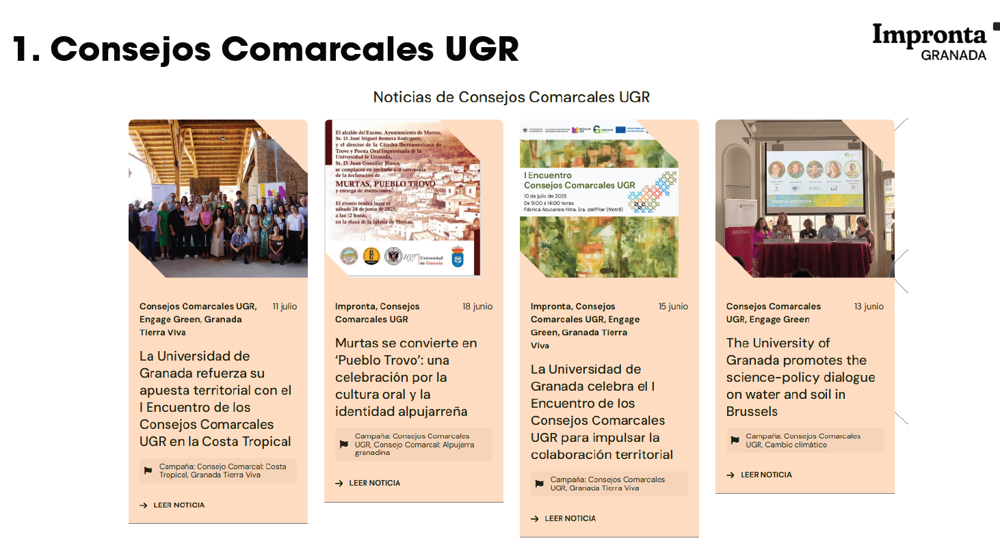 1. Consejos Comarcales UGR
Impronta
GRANADA
Noticias de Consejos Comarcales UGR
El alcalde del Excmo. Ayuntamiento de Murtas,
Sr. D. José Miguel Romera Rodríguez,
y el director de la Cátedra Iberoamericana de
Trovo y Poesía Oral Improvisada de la
Universidad de Granada,
Sr. D. Juan González Blasco,
se complacen en invitarle a la ceremonia
de la declaración de
MURTAS, PUEBLO TROVO
y entrega de distinciones.
El evento tendrá lugar el
sábado 28 de junio de 2025,
a las 12 horas,
en la plaza de la Iglesia de Murtas.
ugr
Universidad
de Granada
I Encuentro
Consejos Comarcales UGR
10 de julio de 2025
De 9:00 a 14:00 horas
Fábrica Azucarera Ntra. Sra. del Pilar (Motril)
GENERAL DISCUSSION
BRÜSSEL
Consejos Comarcales UGR,
Engage Green, Granada
Tierra Viva
11 julio
La Universidad de
Granada refuerza su
apuesta territorial con el
I Encuentro de los
Consejos Comarcales
UGR en la Costa Tropical
Campaña: Consejo Comarcal: Costa
Tropical, Granada Tierra Viva
→ LEER NOTICIA
Impronta, Consejos
Comarcales UGR
18 junio
Murtas se convierte en
‘Pueblo Trovo’: una
celebración por la
cultura oral y la
identidad alpujarreña
Campaña: Consejos Comarcales
UGR, Consejo Comarcal: Alpujarra
granadina
→ LEER NOTICIA
Impronta, Consejos
Comarcales UGR, Engage
Green, Granada Tierra
Viva
15 junio
La Universidad de
Granada celebra el I
Encuentro de los
Consejos Comarcales
UGR para impulsar la
colaboración territorial
Campaña: Consejos Comarcales
UGR, Granada Tierra Viva
→ LEER NOTICIA
Consejos Comarcales
UGR, Engage Green
13 junio
The University of
Granada promotes the
science-policy dialogue
on water and soil in
Brussels
Campaña: Consejos Comarcales
UGR, Cambio climático
→ LEER NOTICIA